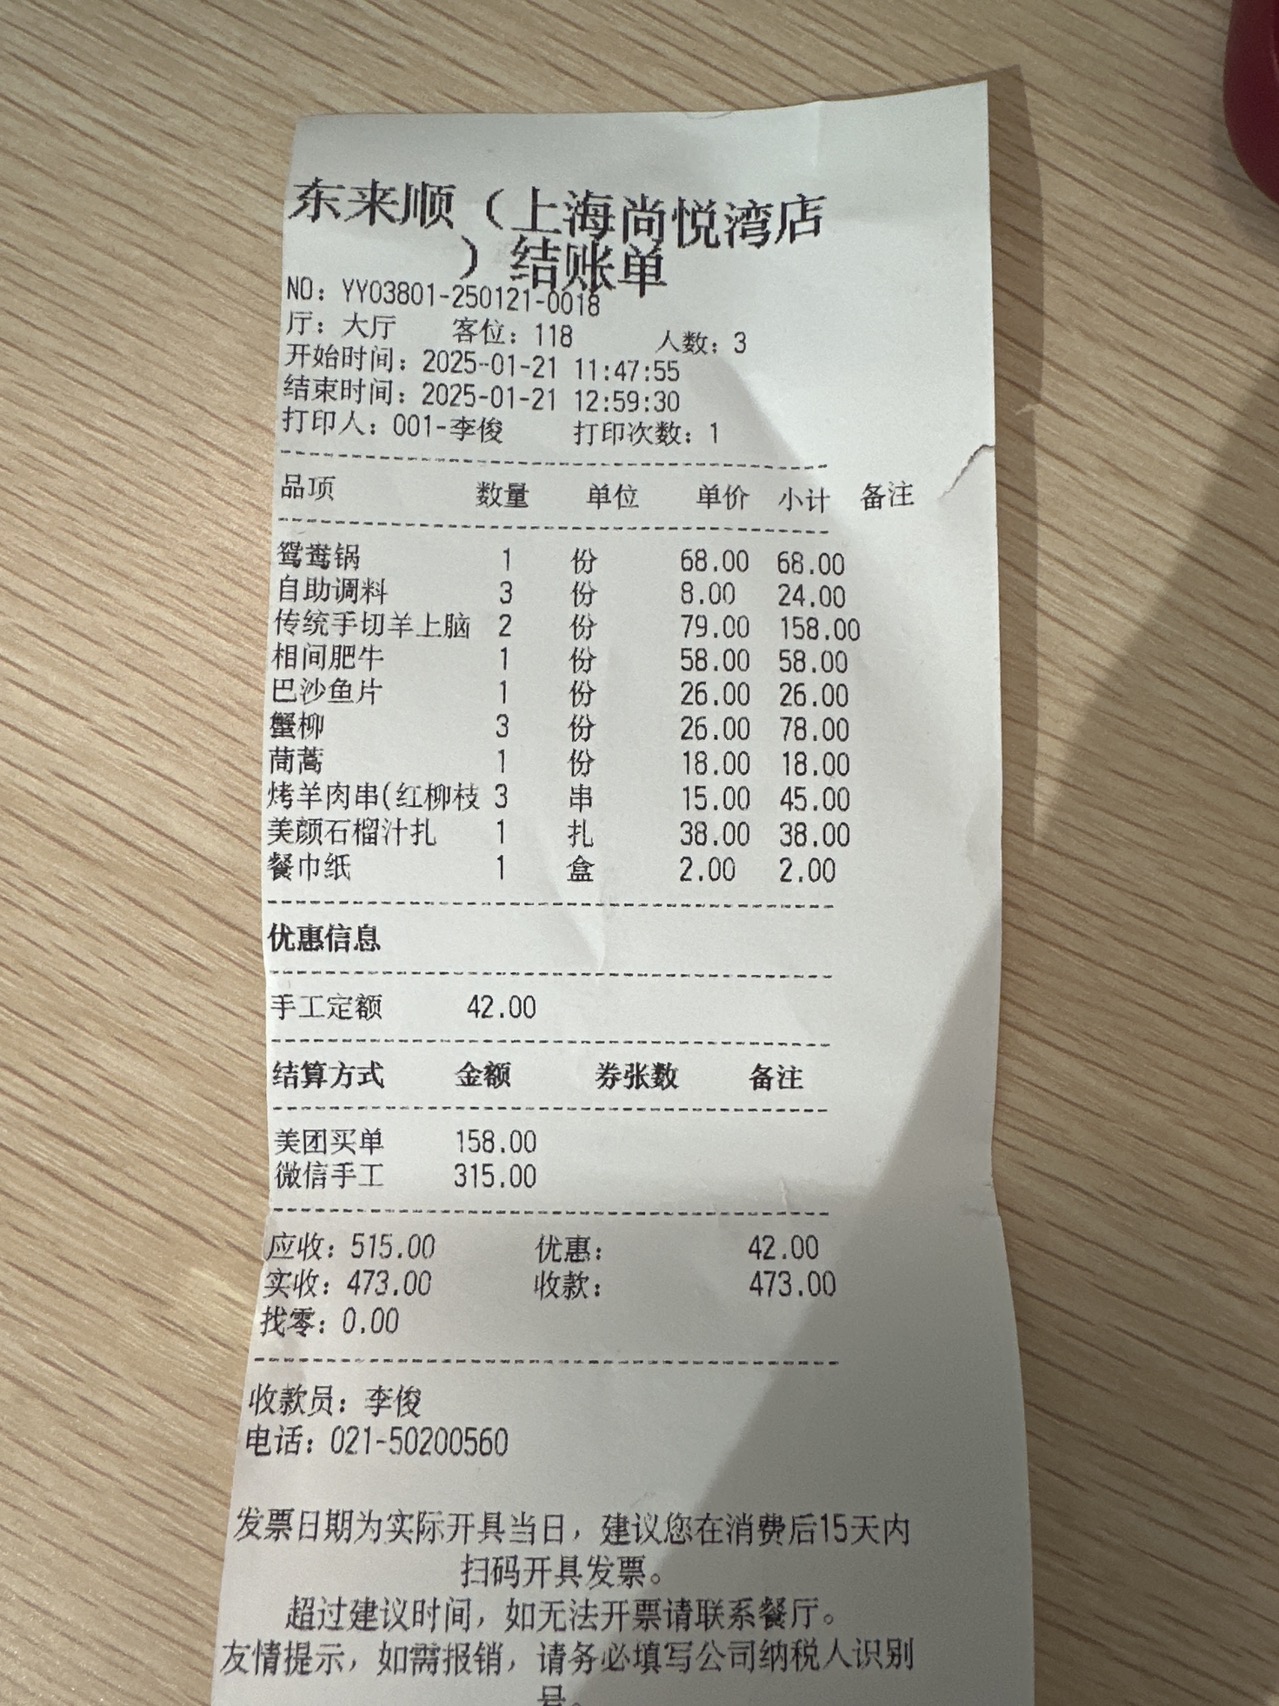 东来顺（上海尚悦湾店
）结账单
NO：YY03801-250121-0018
厅：大厅 客位：118 人数：3
开始时间：2025-01-21 11:47:55
结束时间：2025-01-21 12:59:30
打印人：001-李俊 打印次数：1
品项 数量 单位 单价 小计 备注
鸳鸯锅 1 份 68.00 68.00
自助调料 3 份 8.00 24.00
传统手切羊上脑 2 份 79.00 158.00
相间肥牛 1 份 58.00 58.00
巴沙鱼片 1 份 26.00 26.00
蟹柳 3 份 26.00 78.00
茼蒿 1 份 18.00 18.00
烤羊肉串(红柳枝 3 串 15.00 45.00
美颜石榴汁扎 1 扎 38.00 38.00
餐巾纸 1 盒 2.00 2.00
优惠信息
手工定额 42.00
结算方式 金额 券张数 备注
美团买单 158.00
微信手工 315.00
应收：515.00 优惠： 42.00
实收：473.00 收款： 473.00
找零：0.00
收款员：李俊
电话：021-50200560
发票日期为实际开具当日，建议您在消费后15天内
扫码开具发票。
超过建议时间，如无法开票请联系餐厅。
友情提示，如需报销，请务必填写公司纳税人识别
号。